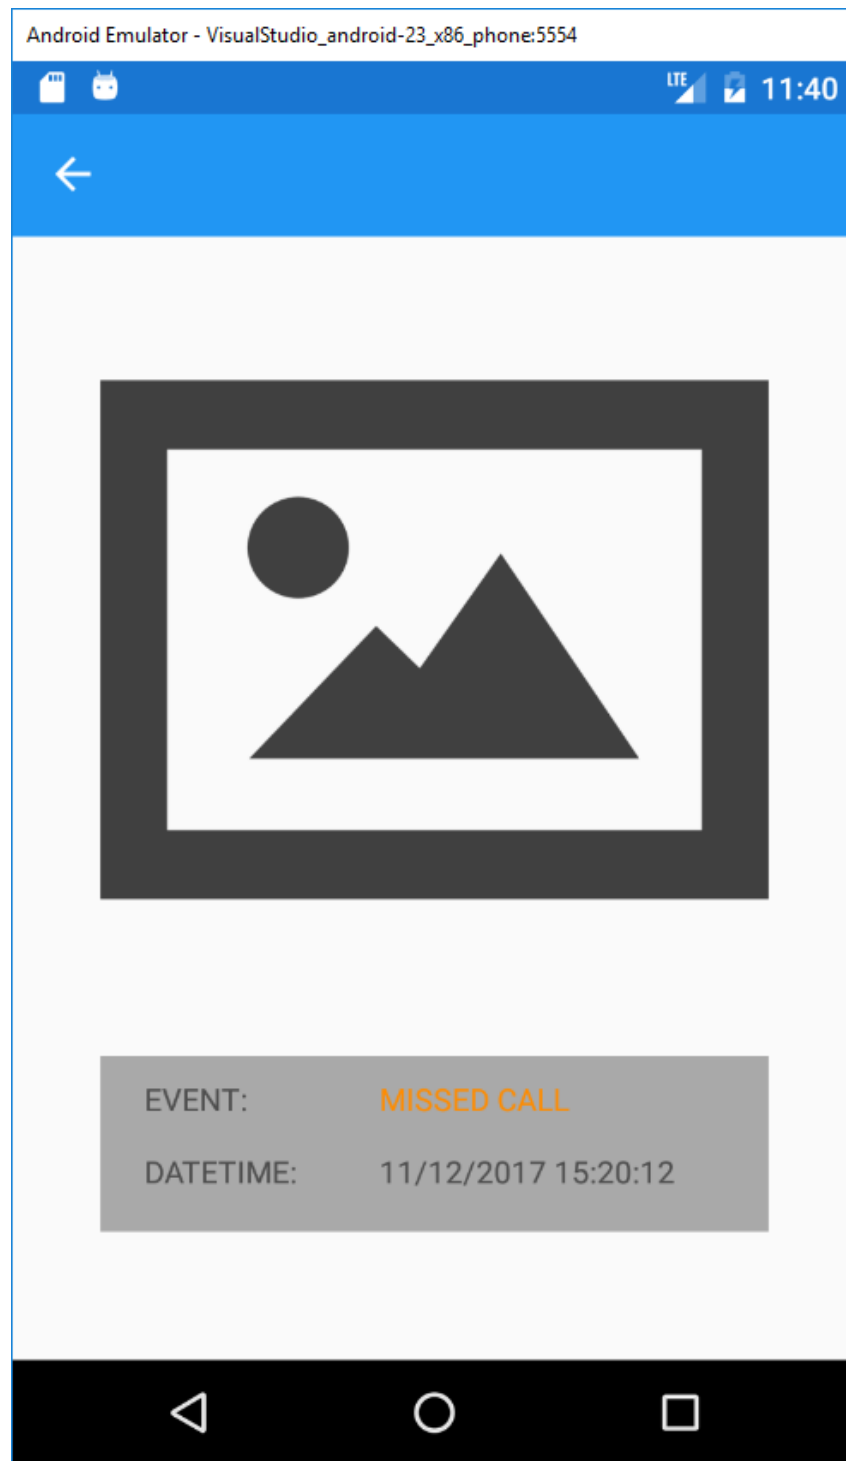 Android Emulator - VisualStudio_android-23_x86_phone:5554
LTE 11:40
EVENT: MISSED CALL
DATETIME: 11/12/2017 15:20:12